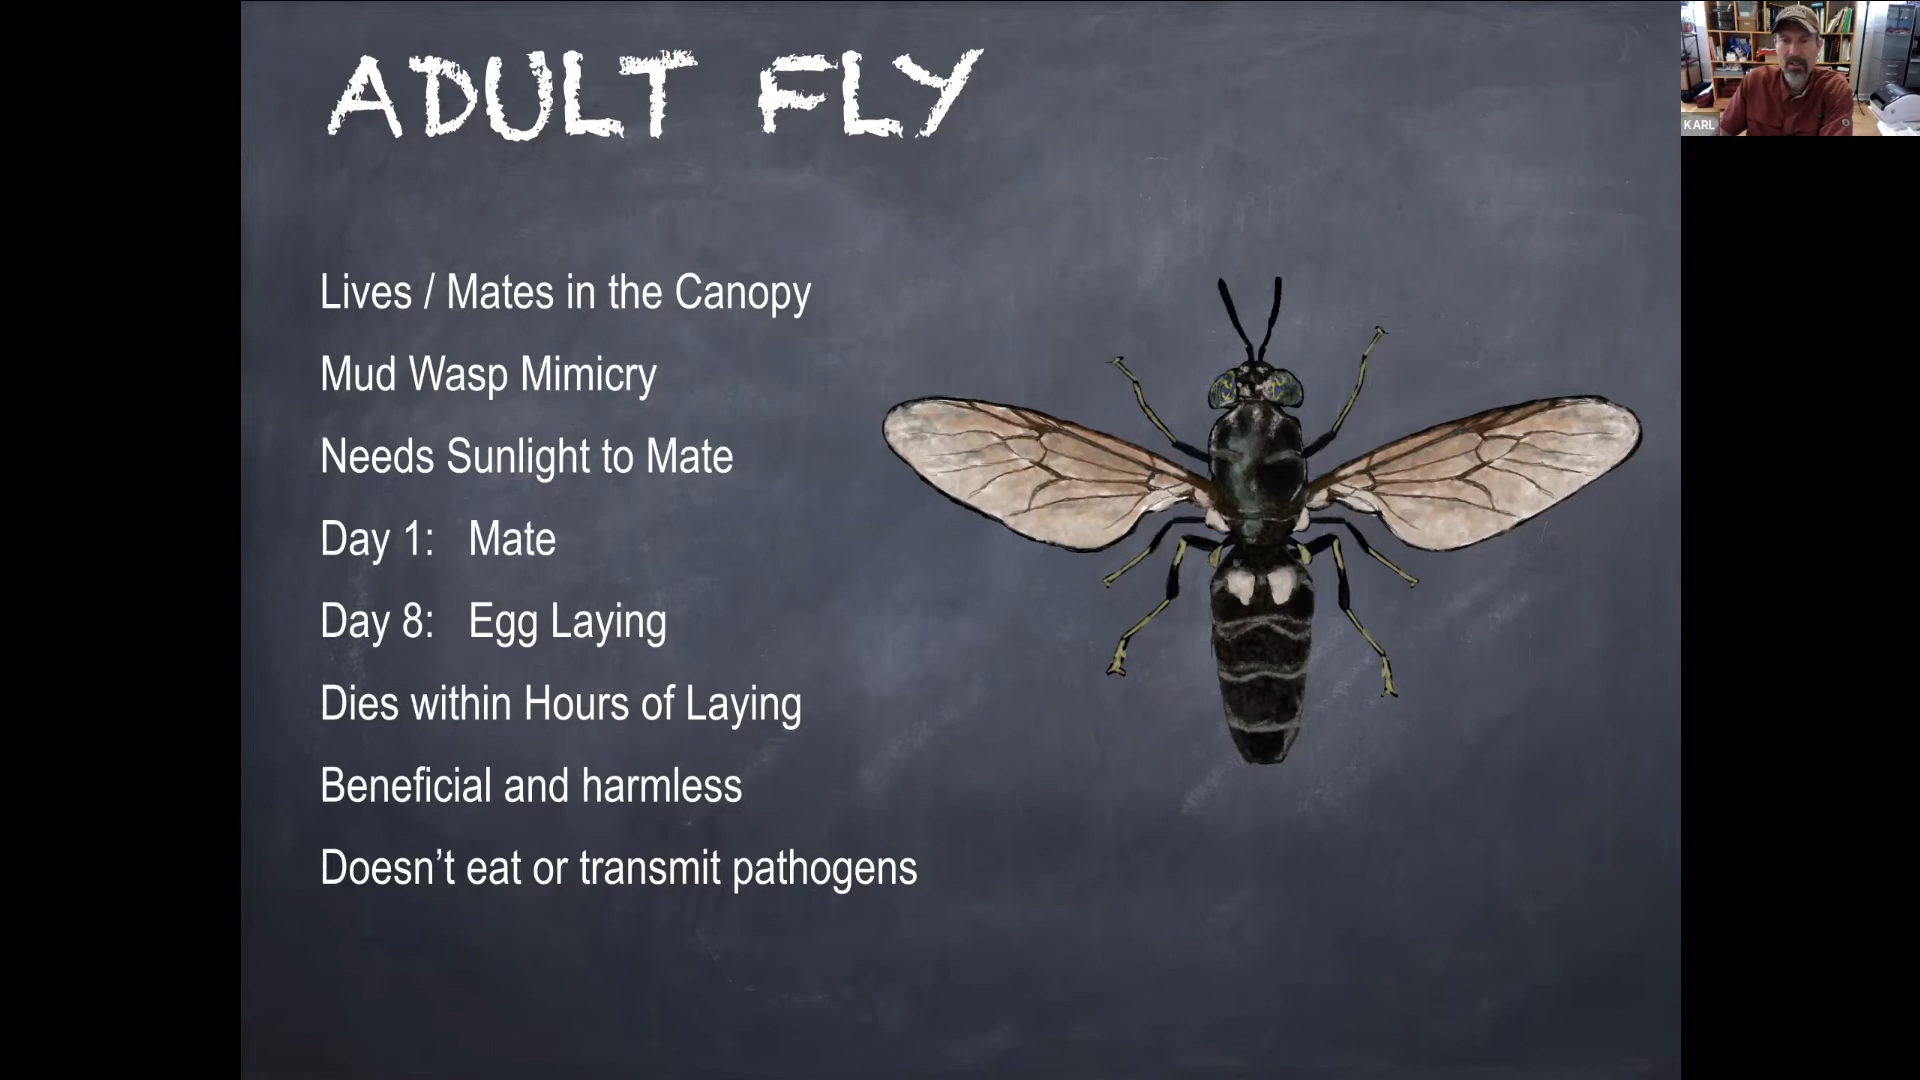 ADULT FLY
KARL
Lives / Mates in the Canopy
Mud Wasp Mimicry
Needs Sunlight to Mate
Day 1: Mate
Day 8: Egg Laying
Dies within Hours of Laying
Beneficial and harmless
Doesn’t eat or transmit pathogens